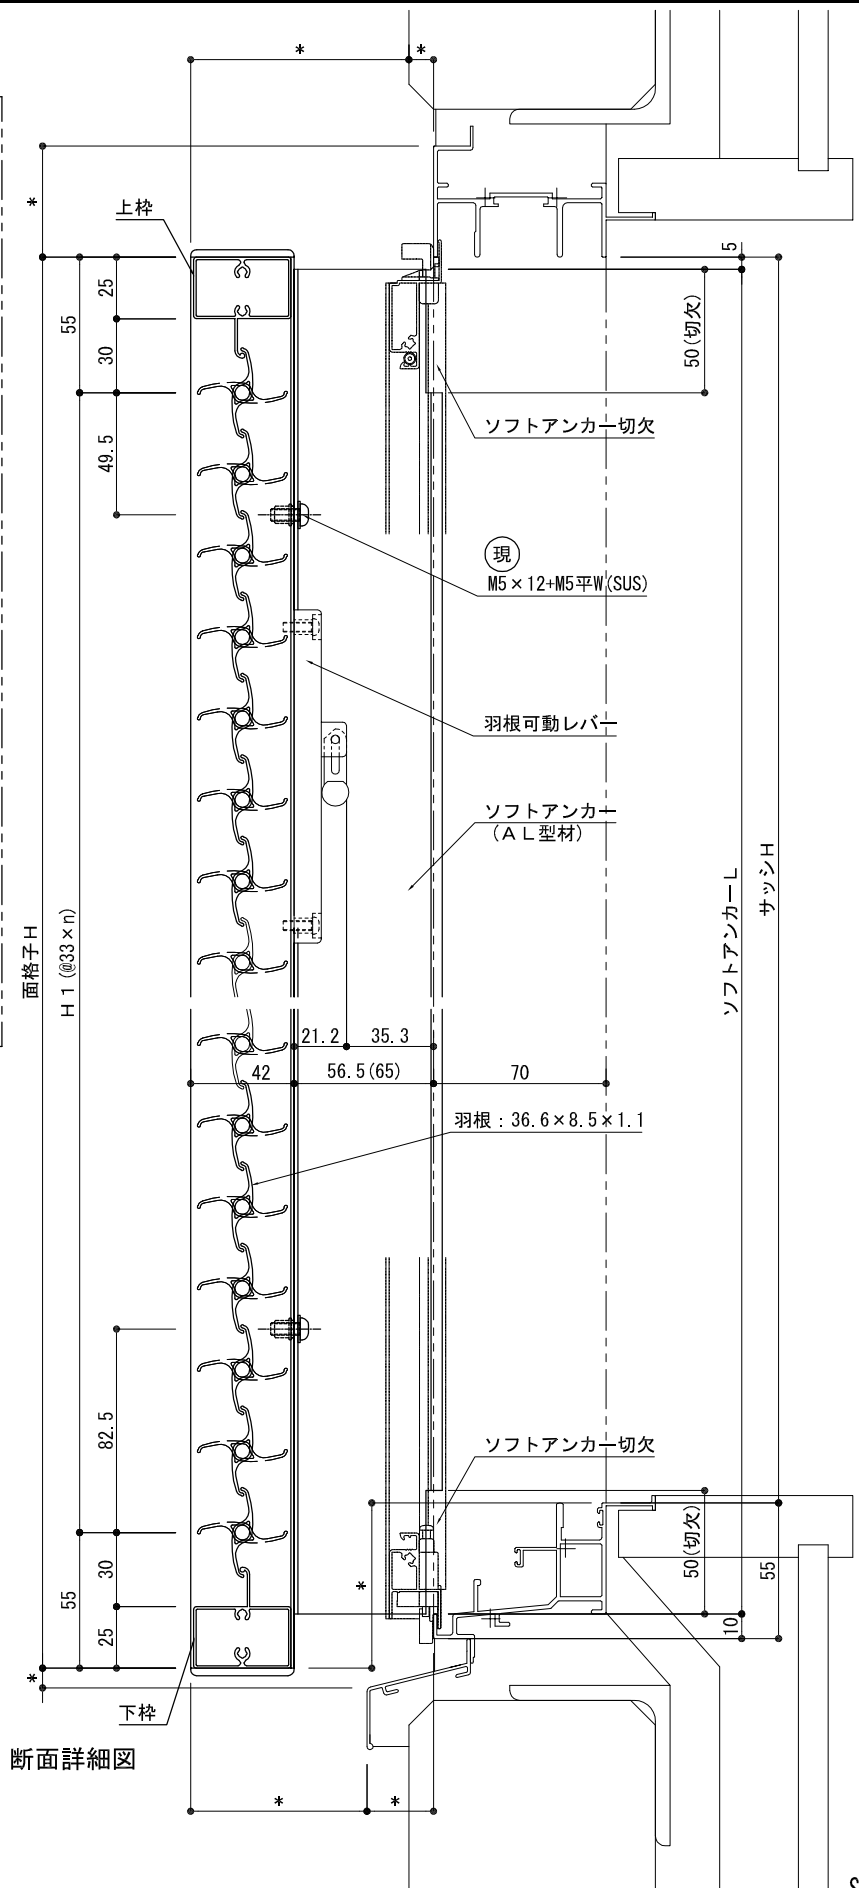 *
*
*
上枠
5
25
55
30
50(切欠)
ソフトアンカー切欠
49.5
現
M5×12+M5平W(SUS)
羽根可動レバー
ソフトアンカー
(AL型材)
サッシH
ソフトアンカーL
面格子H
H1(@33×n)
21.2
35.3
42
56.5(65)
70
羽根:36.6×8.5×1.1
82.5
ソフトアンカー切欠
50(切欠)
55
30
*
55
25
10
*
下枠
断面詳細図
*
*